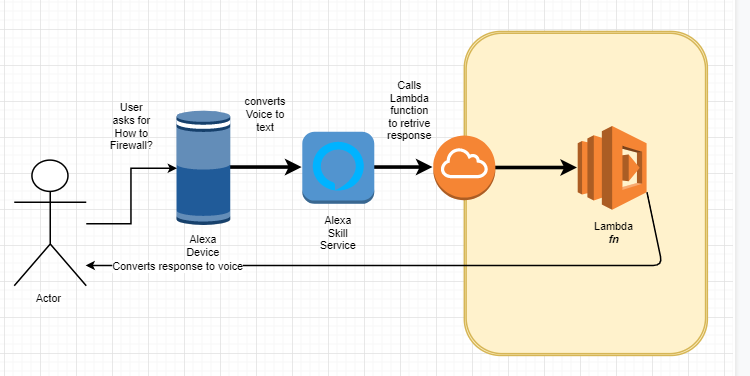 User
asks for
How to
Firewall?
converts
Voice to
text
Calls
Lambda
function
to retrive
response
Alexa
Device
Alexa
Skill
Service
Lambda
fn
Converts response to voice
Actor